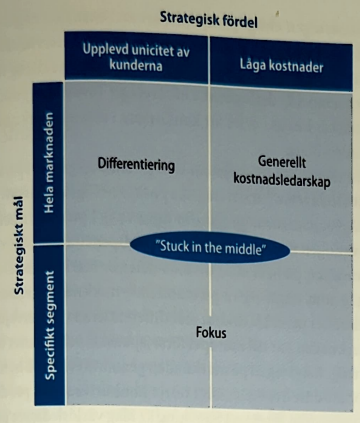 Strategisk fördel
Upplevd unicitet av
kunderna
Låga kostnader
Strategiskt mål
Hela marknaden
Differentiering
Generellt
kostnadsledarskap
"Stuck in the middle"
Specifikt segment
Fokus